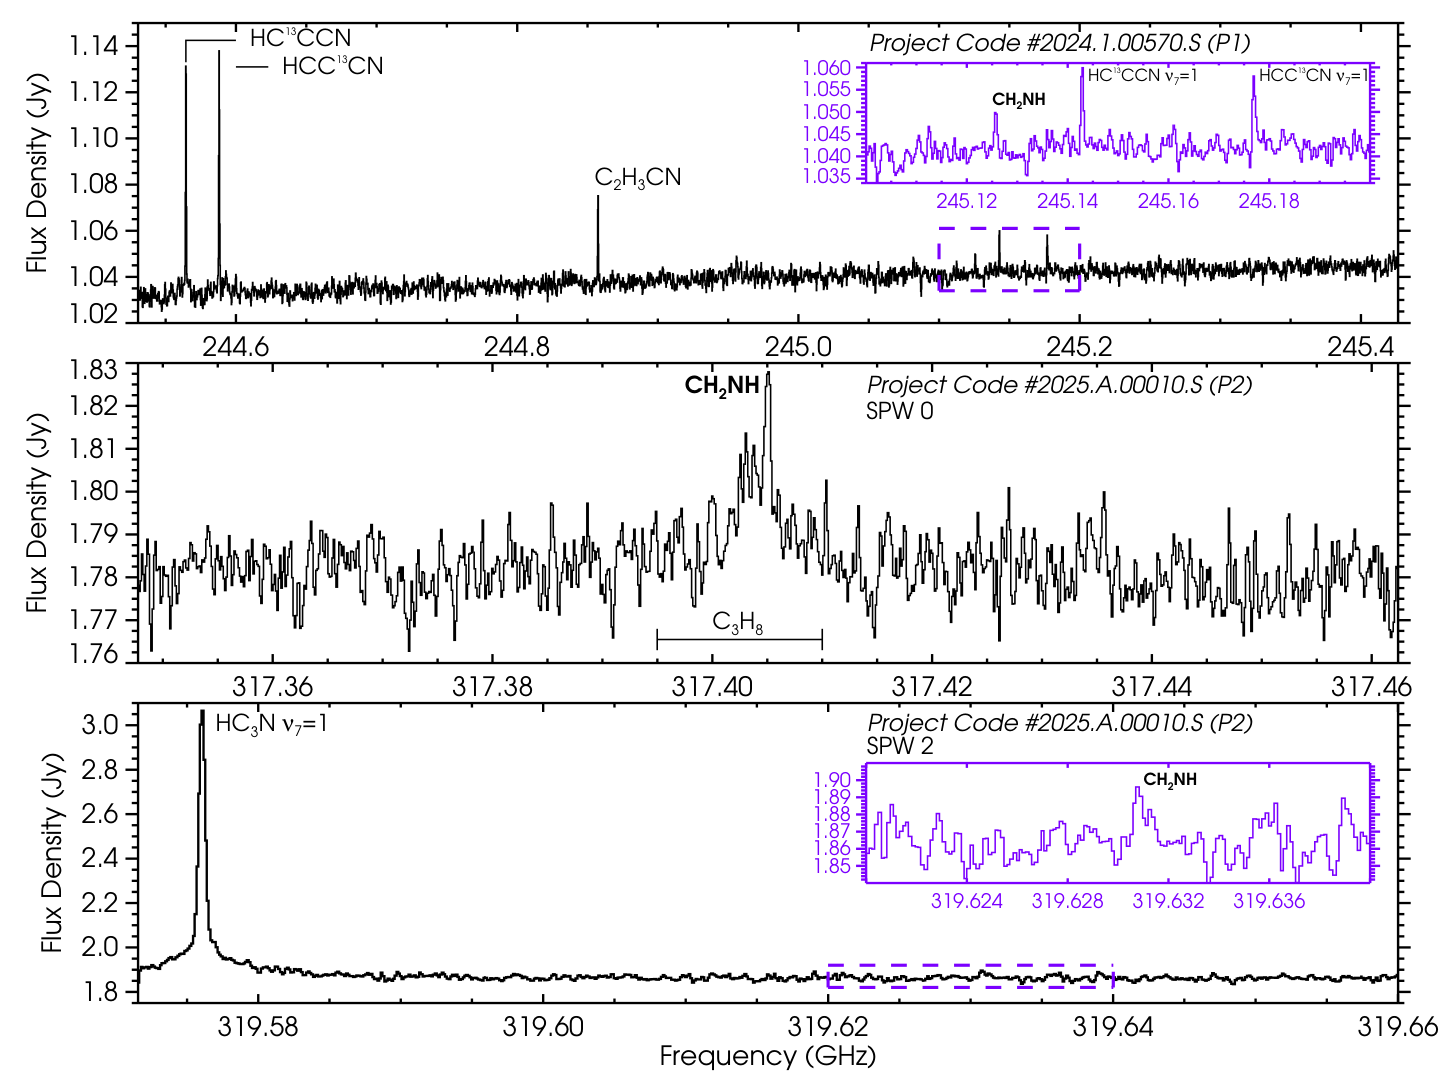 HC¹³CCN
HCC¹³CN
C₂H₃CN
Project Code #2024.1.00570.S (P1)
CH₂NH
HC¹³CCN ν₇=1
HCC¹³CN ν₇=1
1.060
1.055
1.050
1.045
1.040
1.035
245.12 245.14 245.16 245.18
1.14
1.12
1.10
1.08
1.06
1.04
1.02
Flux Density (Jy)
244.6 244.8 245.0 245.2 245.4
CH₂NH
Project Code #2025.A.00010.S (P2)
SPW 0
C₃H₈
1.83
1.82
1.81
1.80
1.79
1.78
1.77
1.76
Flux Density (Jy)
317.36 317.38 317.40 317.42 317.44 317.46
HC₃N ν₇=1
Project Code #2025.A.00010.S (P2)
SPW 2
CH₂NH
1.90
1.89
1.88
1.87
1.86
1.85
319.624 319.628 319.632 319.636
3.0
2.8
2.6
2.4
2.2
2.0
1.8
Flux Density (Jy)
319.58 319.60 319.62 319.64 319.66
Frequency (GHz)